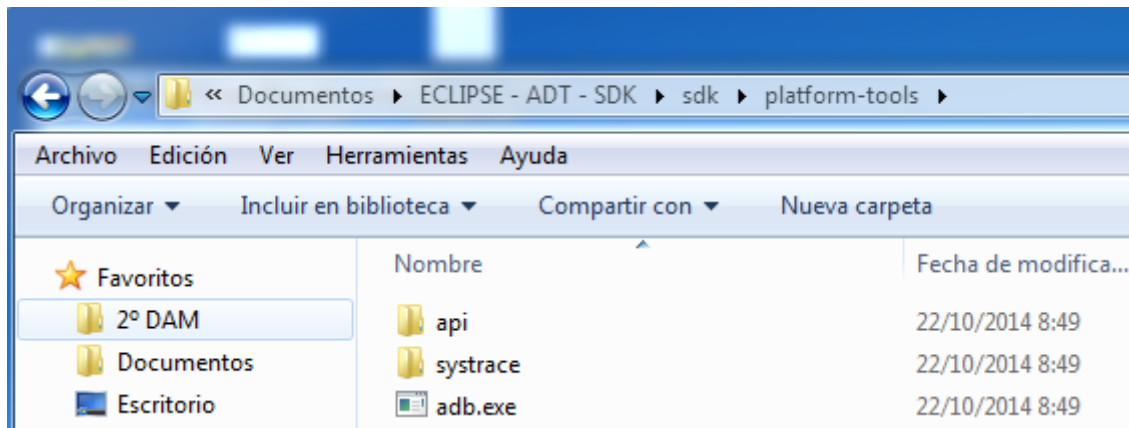 « Documentos ▸ ECLIPSE - ADT - SDK ▸ sdk ▸ platform-tools ▸
Archivo Edición Ver Herramientas Ayuda
Organizar ▾ Incluir en biblioteca ▾ Compartir con ▾ Nueva carpeta
Favoritos Nombre Fecha de modifica...
2º DAM api 22/10/2014 8:49
Documentos systrace 22/10/2014 8:49
Escritorio adb.exe 22/10/2014 8:49